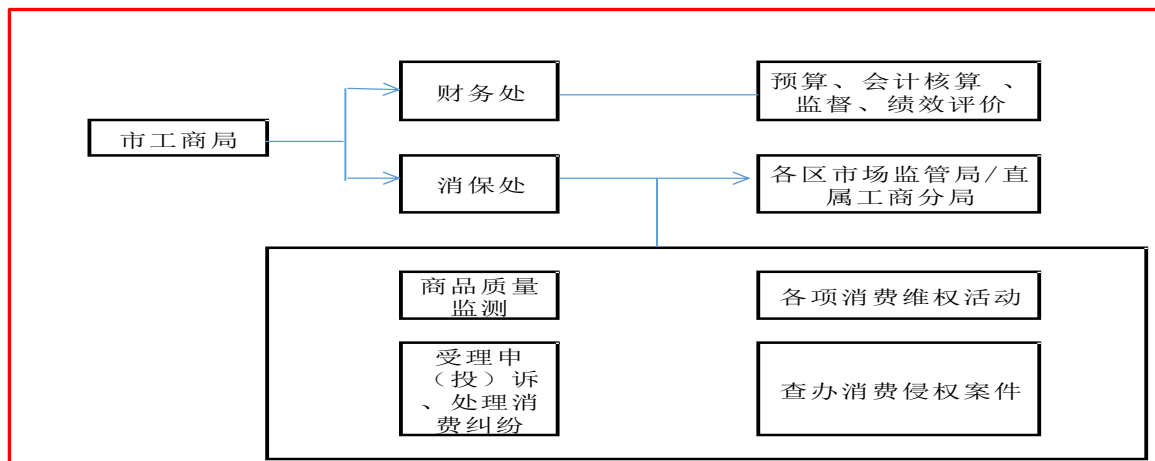 财务处
预算、会计核算 、
监督、绩效评价
市工商局
消保处
各区市场监管局/直
属工商分局
商品质量
监测
各项消费维权活动
受理申
（投）诉
、处理消
费纠纷
查办消费侵权案件